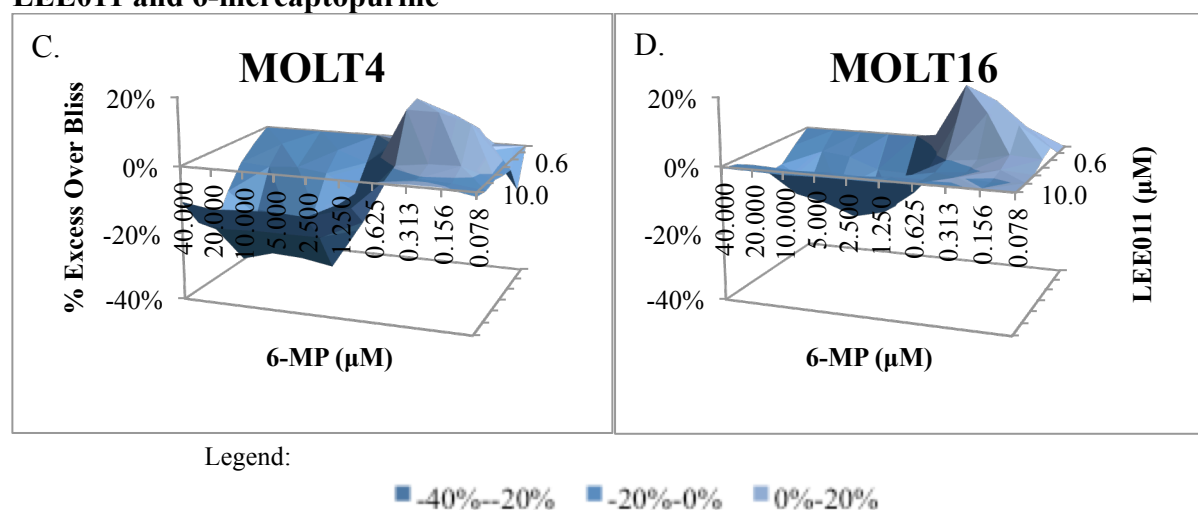 LEE011 and 6-mercaptopurine
C.
MOLT4
% Excess Over Bliss
20%
0%
-20%
-40%
40.000
20.000
10.000
5.000
2.500
1.250
0.625
0.313
0.156
0.078
0.6
10.0
6-MP (µM)
D.
MOLT16
20%
0%
-20%
-40%
40.000
20.000
10.000
5.000
2.500
1.250
0.625
0.313
0.156
0.078
0.6
10.0
LEE011 (µM)
6-MP (µM)
Legend:
-40%--20% -20%-0% 0%-20%